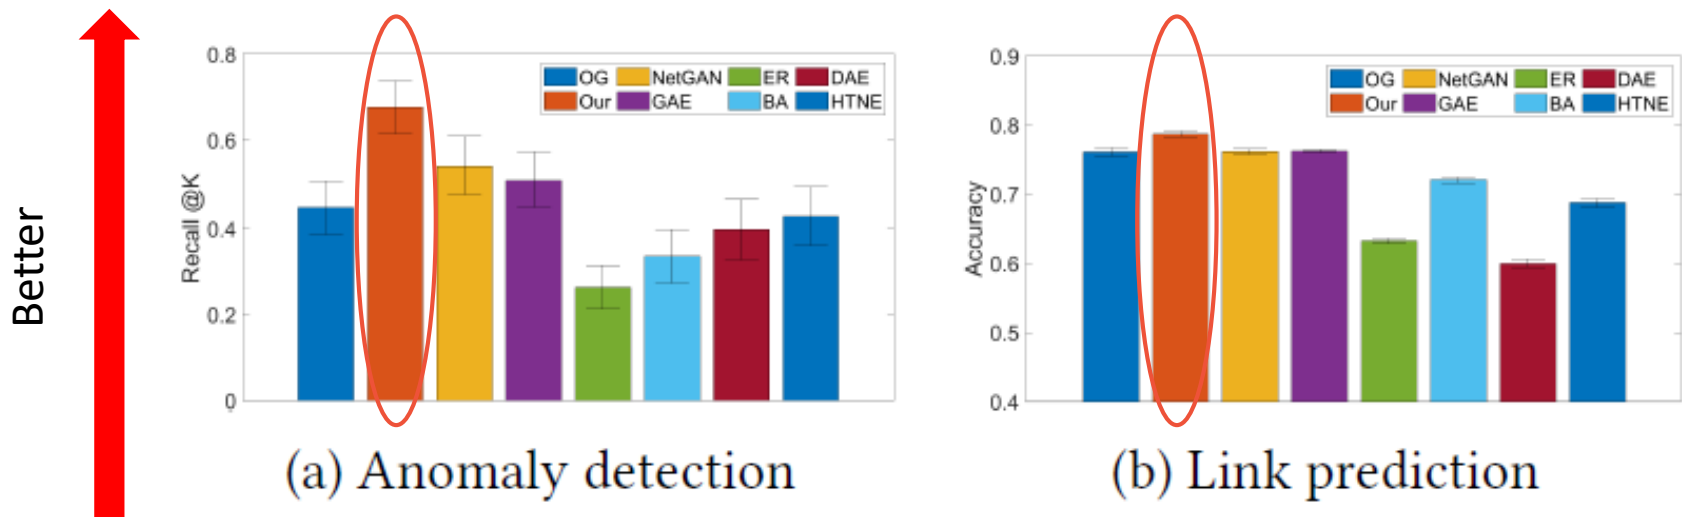 Better
0.8
0.6
0.4
0.2
0
Recall @K
OG NetGAN ER DAE
Our GAE BA HTNE
(a) Anomaly detection
0.9
0.8
0.7
0.6
0.5
0.4
Accuracy
OG NetGAN ER DAE
Our GAE BA HTNE
(b) Link prediction